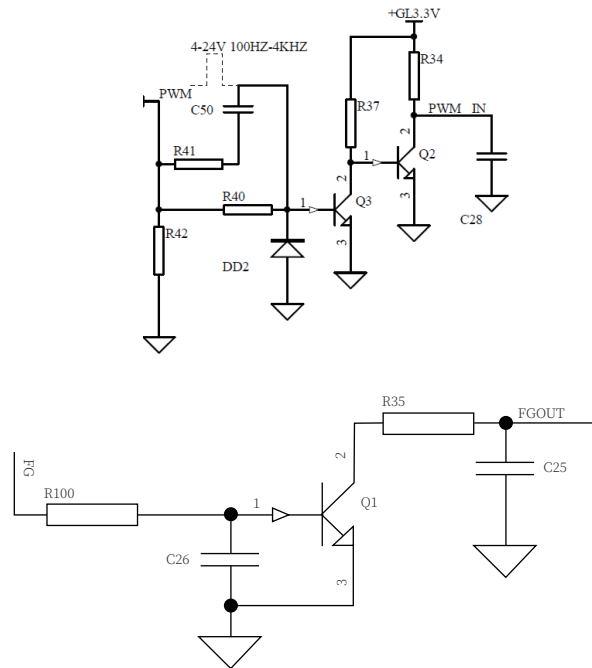 +GL3.3V
4-24V 100HZ-4KHZ
R34
PWM
C50
R37
PWM_IN
2
R41
1
Q2
2
3
R40
1
Q3
C28
R42
3
DD2
R35
FGOUT
FG
2
C25
R100
1
Q1
C26
3